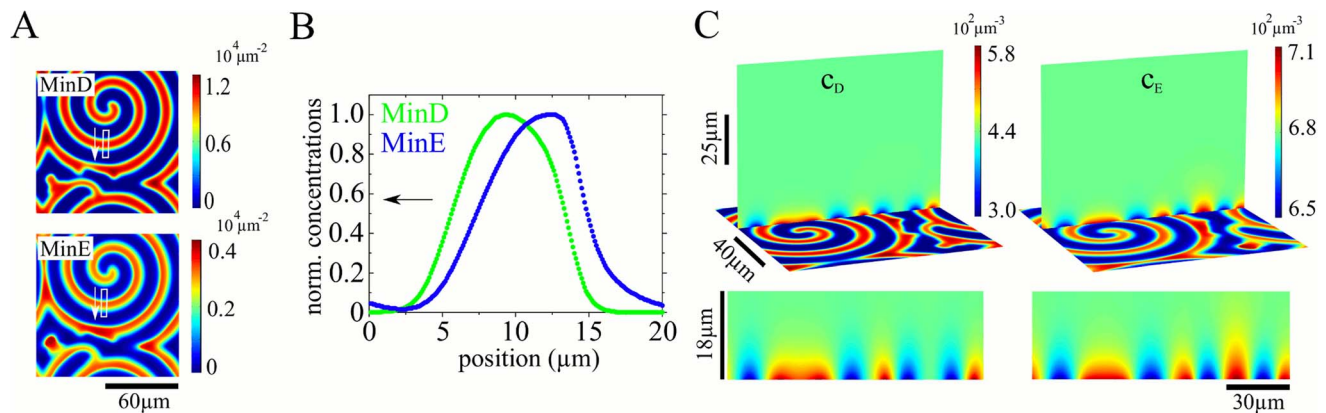 A
10⁴μm⁻²
MinD
1.2
0.6
0
10⁴μm⁻²
MinE
0.4
0.2
0
60μm
B
norm. concentrations
1.0
0.8
0.6
0.4
0.2
0
MinD
MinE
0 5 10 15 20
position (μm)
C
10²μm⁻³
c_D
5.8
4.4
3.0
25μm
40μm
10²μm⁻³
c_E
7.1
6.8
6.5
18μm
30μm